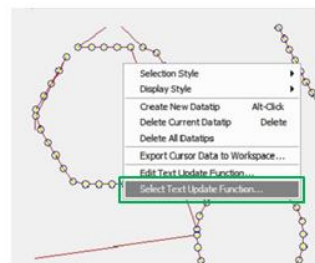 Selection Style
Display Style
Create New Datatip Alt-Click
Delete Current Datatip Delete
Delete All Datatips
Export Cursor Data to Workspace...
Edit Text Update Function...
Select Text Update Function...